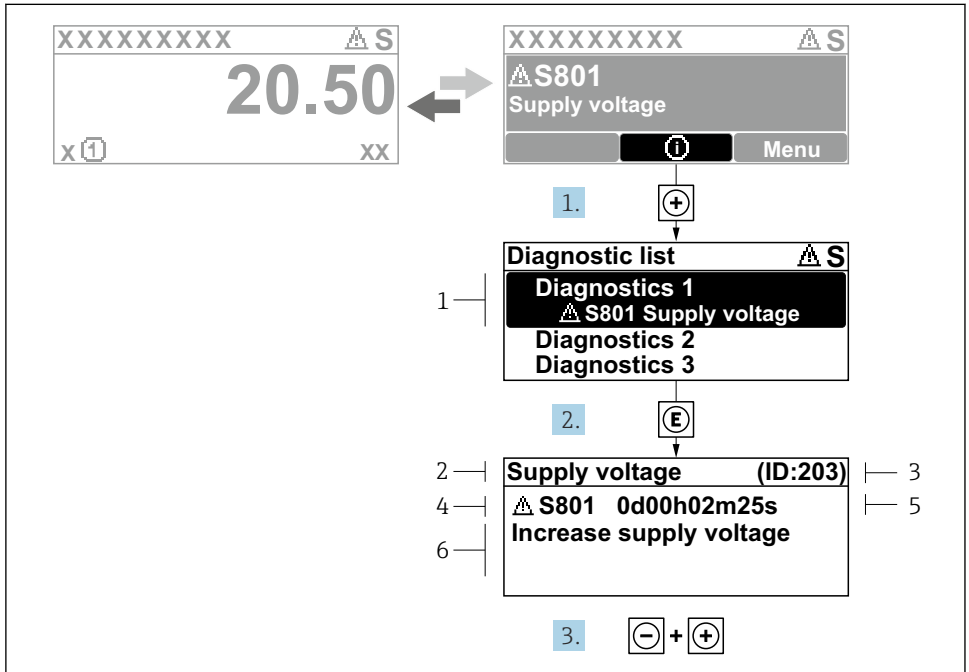 XXXXXXXXX ⚠ S
20.50
X ① XX
XXXXXXXXX ⚠ S
⚠ S801
Supply voltage
ⓘ Menu
1. +
Diagnostic list ⚠ S
1
Diagnostics 1
⚠ S801 Supply voltage
Diagnostics 2
Diagnostics 3
2. E
2 Supply voltage (ID:203) 3
4 ⚠ S801 0d00h02m25s 5
6 Increase supply voltage
3. - + +